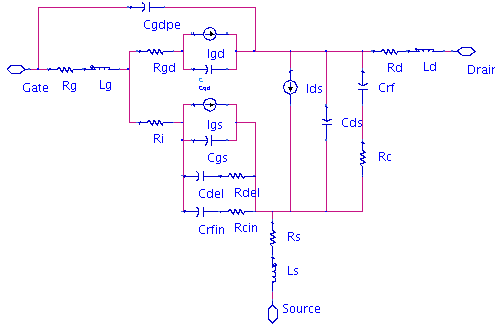 Cgdpe
Igd
Rgd
Gate
Rg
Lg
C
Cgd
Rd
Ld
Drain
Ids
Crf
Igs
Cds
Ri
Cgs
Rc
Cdel
Rdel
Crfin
Rcin
Rs
Ls
Source